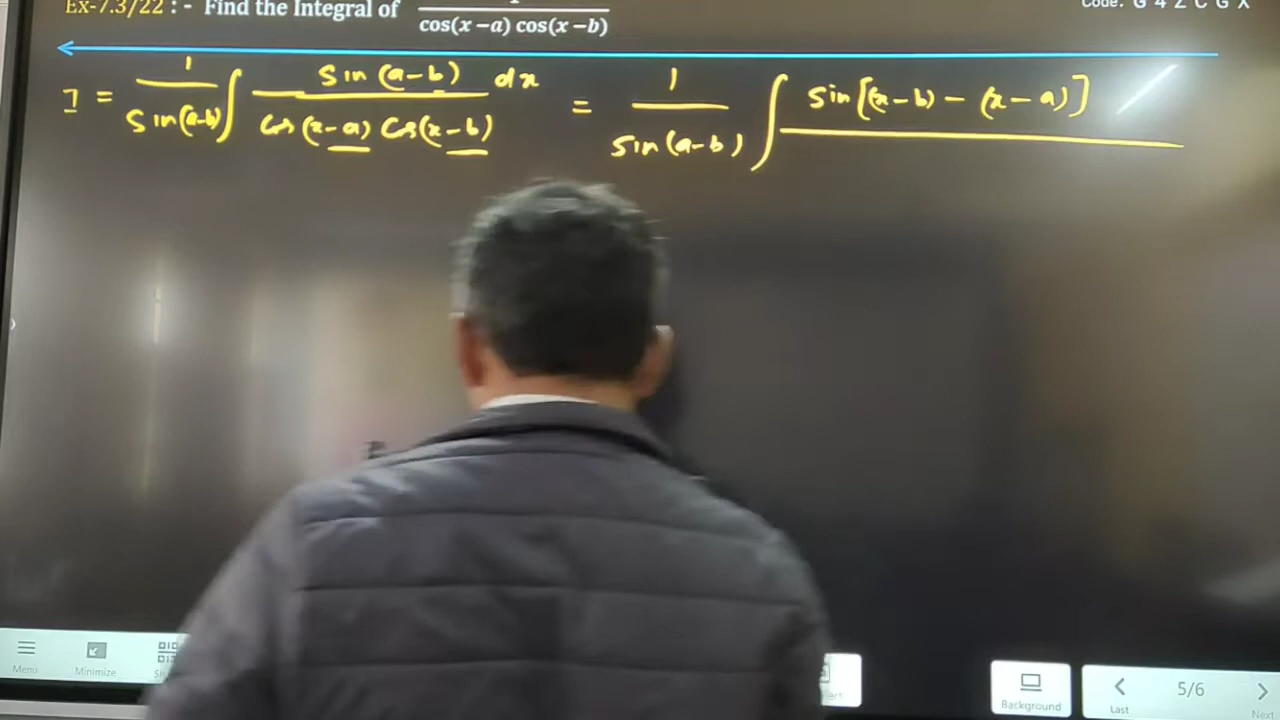 Ex-7.3/22 : - Find the Integral of 1/cos(x-a) cos(x-b)
Code: G 4 Z C G X
I = 1/sin(a-b) ∫ sin(a-b)/cos(x-a) cos(x-b) dx = 1/sin(a-b) ∫ sin[(x-b) - (x-a)]
Menu
Minimize
Background
Last
5/6
Next